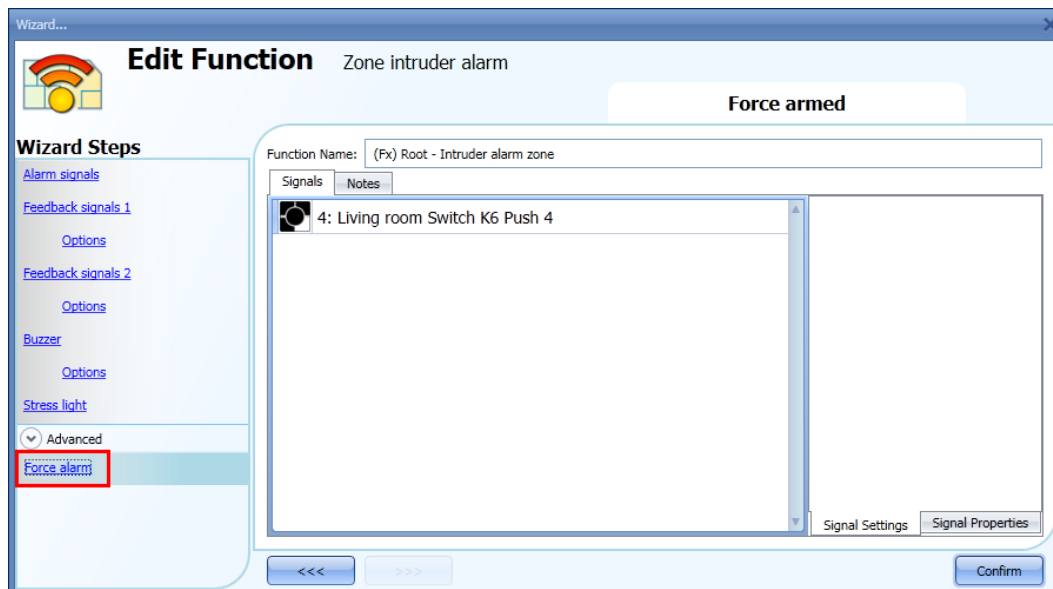 Wizard...
Edit Function Zone intruder alarm
Force armed
Wizard Steps
Alarm signals
Feedback signals 1
Options
Feedback signals 2
Options
Buzzer
Options
Stress light
Advanced
Force alarm
Function Name: (Fx) Root - Intruder alarm zone
Signals Notes
4: Living room Switch K6 Push 4
Signal Settings Signal Properties
<<< >>> Confirm